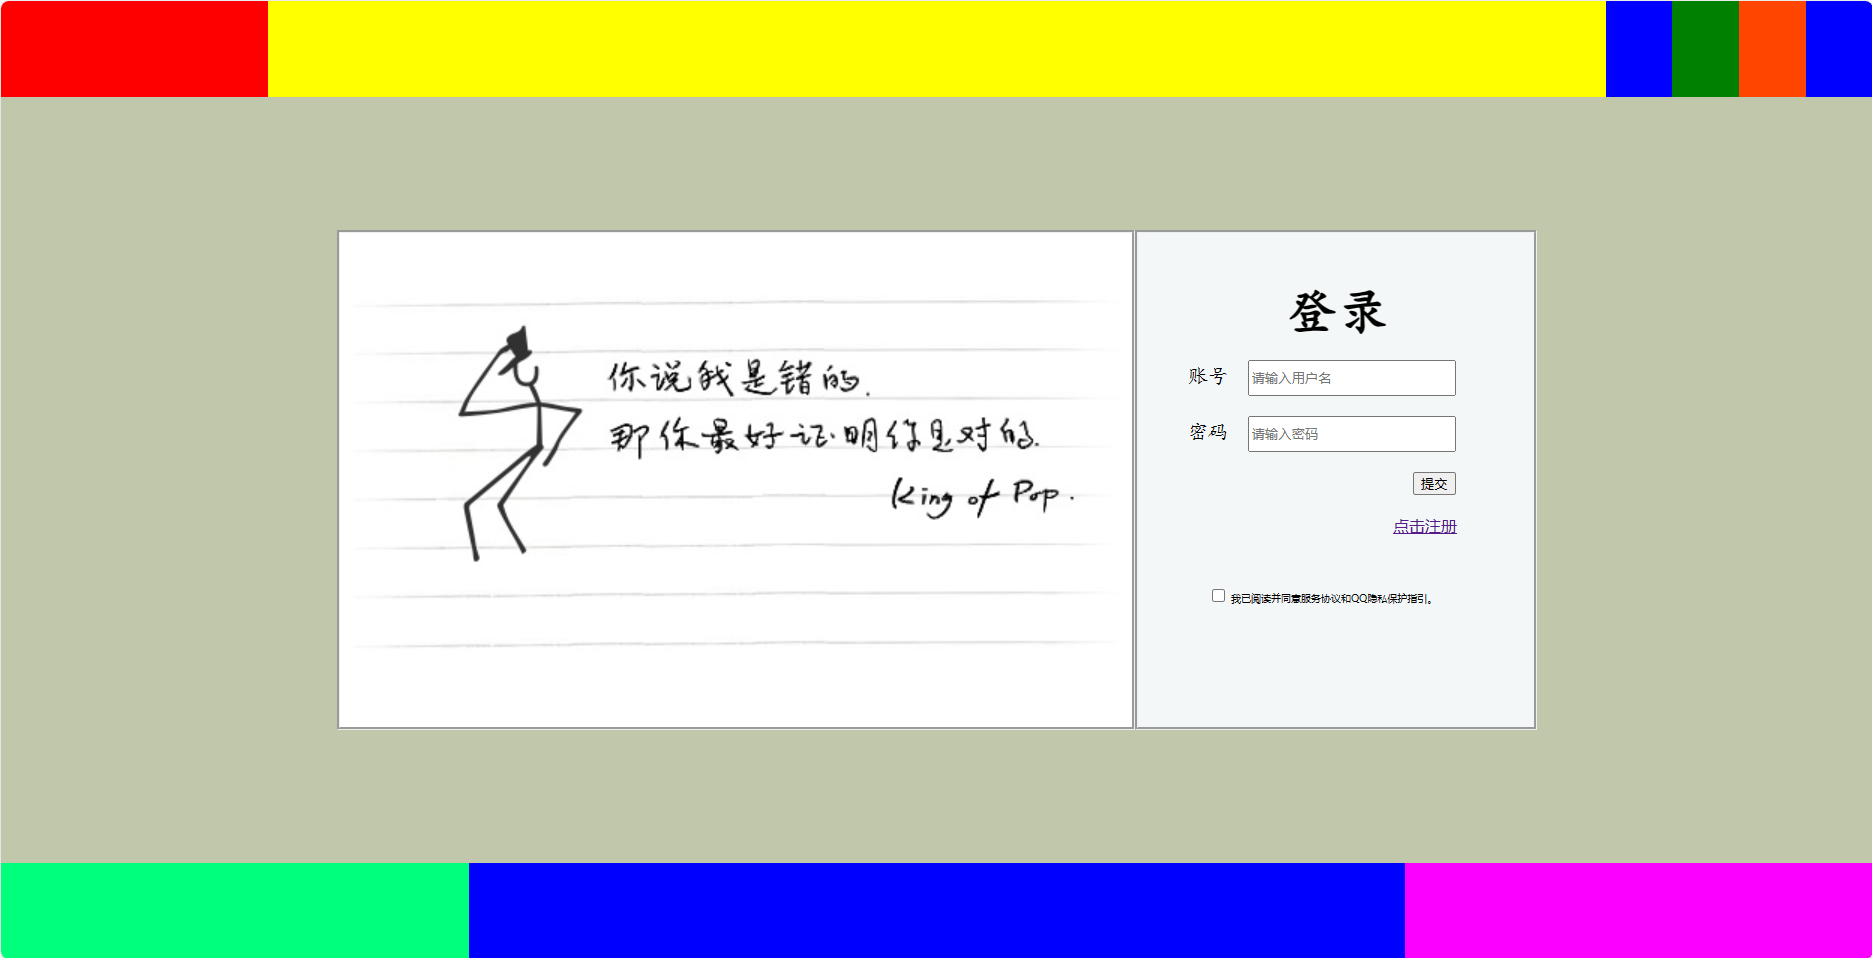 你说我是错的.
那你最好证明你是对的.
King of Pop.
登录
账号 请输入用户名
密码 请输入密码
提交
点击注册
我已阅读并同意服务协议和QQ隐私保护指引。